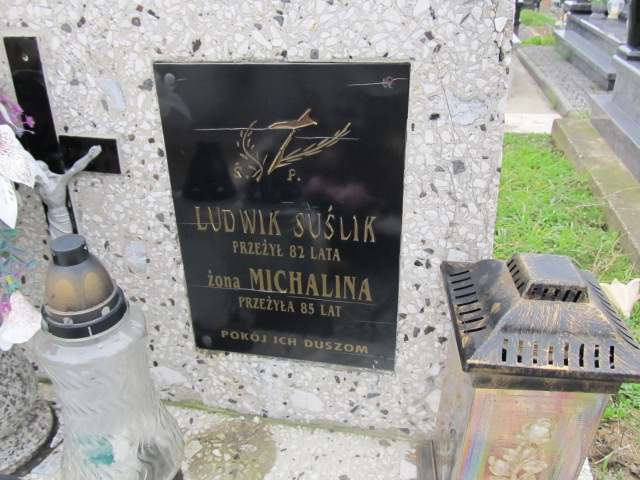 Ś. P.
LUDWIK SUŚLIK
PRZEŻYŁ 82 LATA
żona MICHALINA
PRZEŻYŁA 85 LAT
POKÓJ ICH DUSZOM